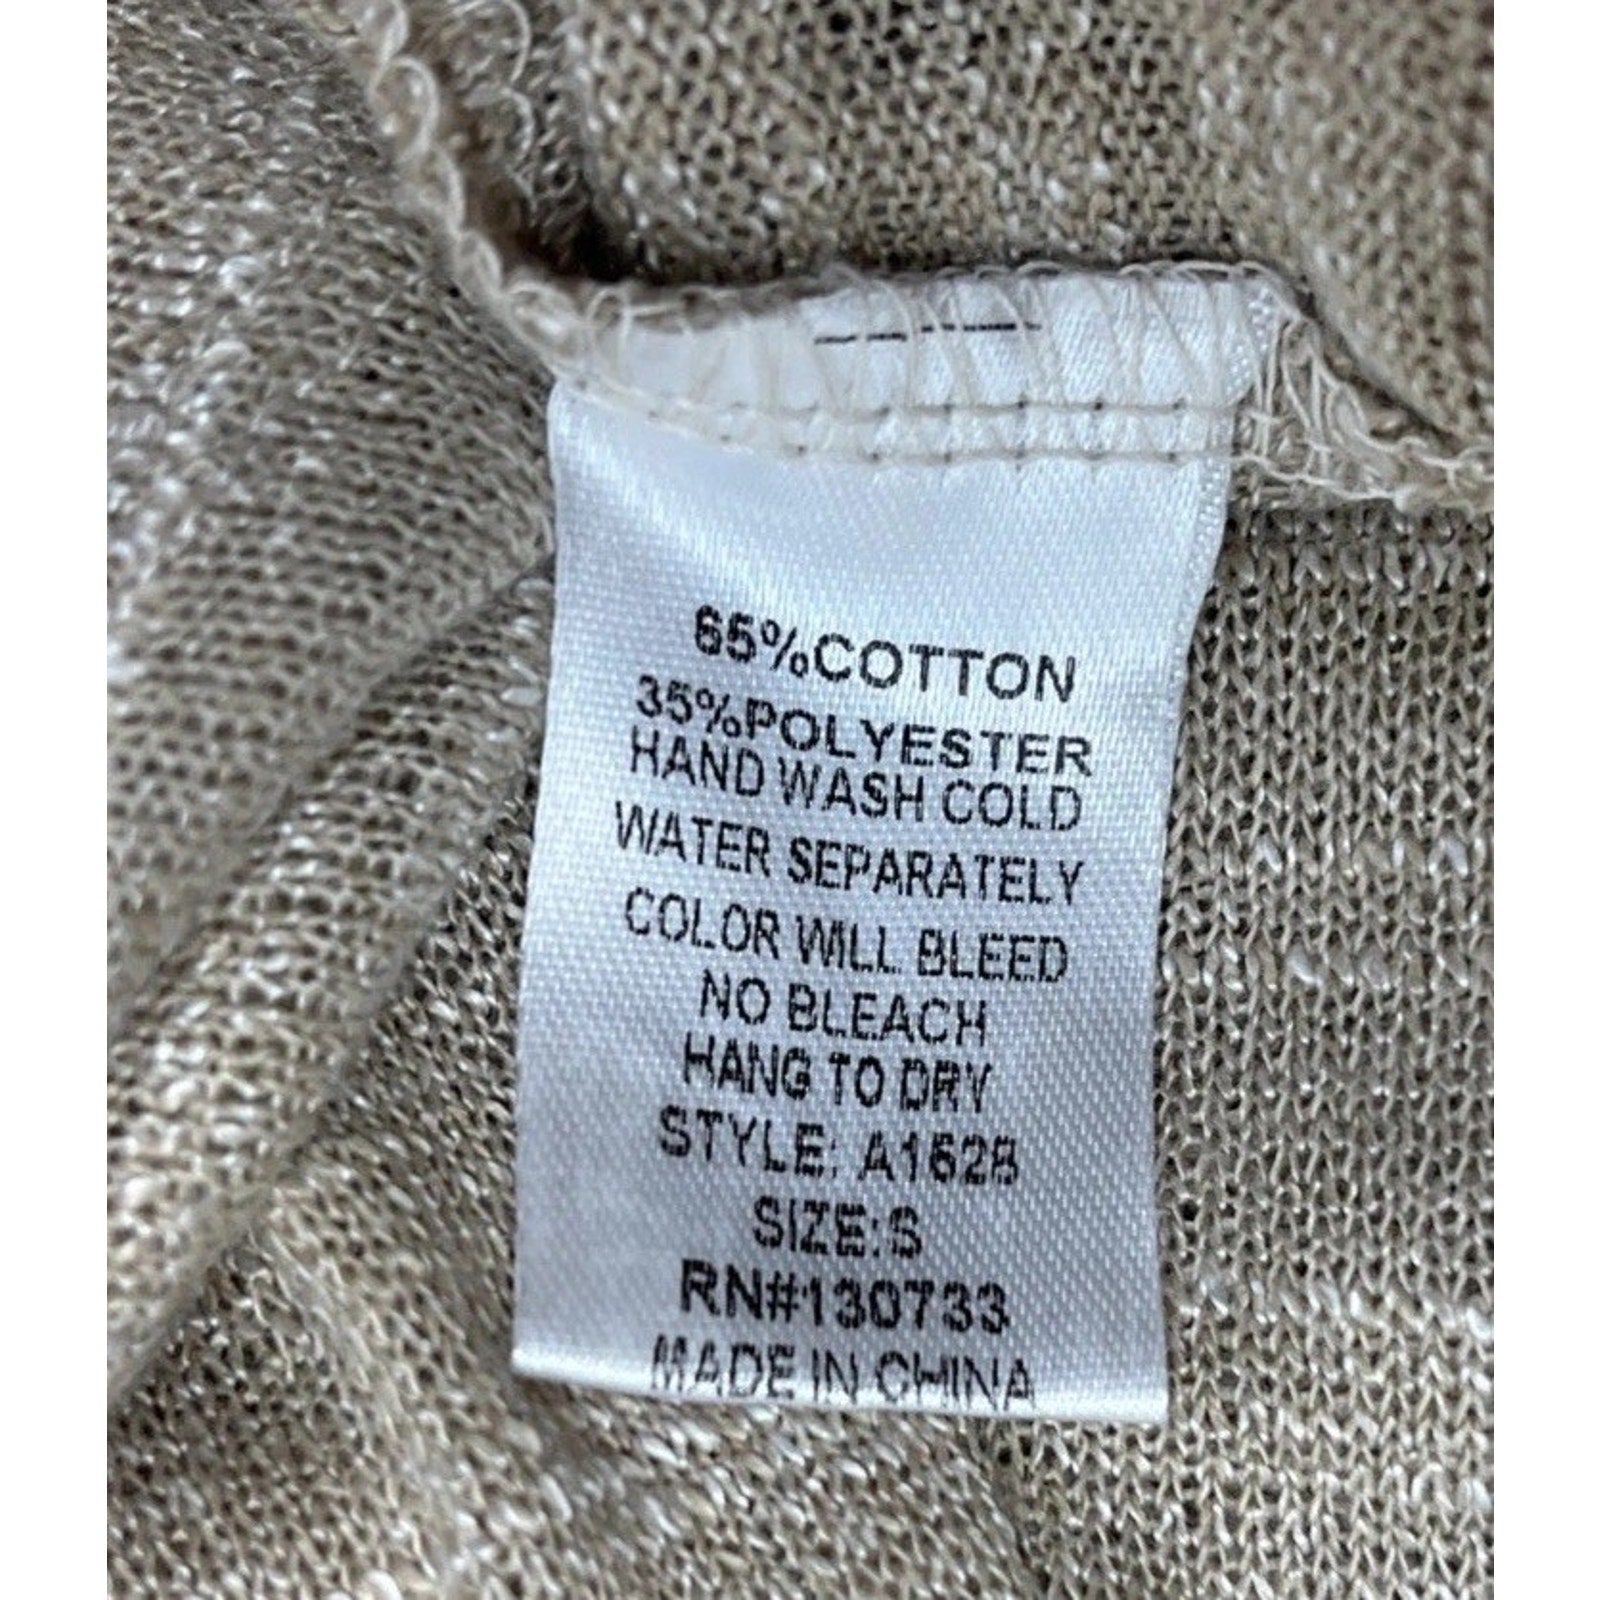 65%COTTON
35%POLYESTER
HAND WASH COLD
WATER SEPARATELY
COLOR WILL BLEED
NO BLEACH
HANG TO DRY
STYLE: A1628
SIZE:S
RN#130733
MADE IN CHINA